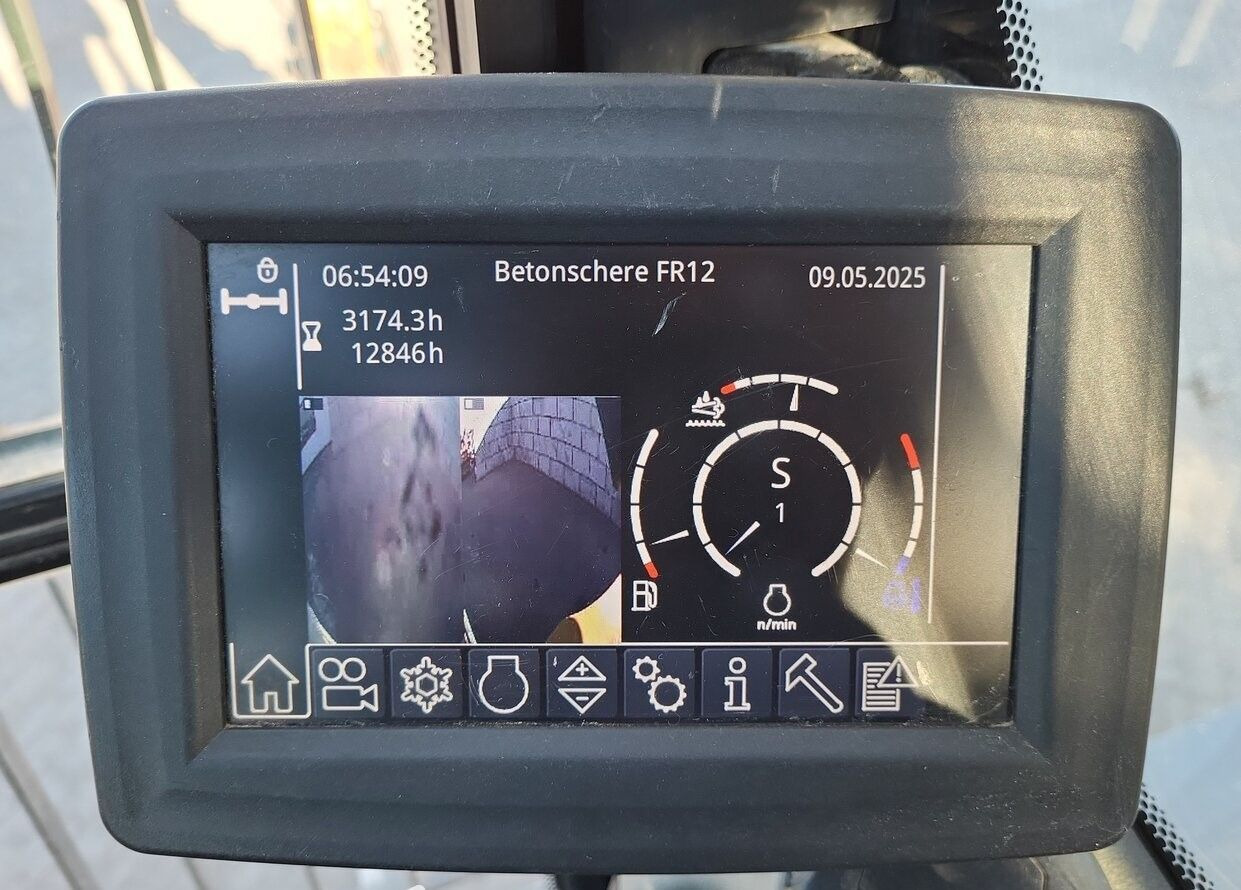 06:54:09
Betonschere FR12
09.05.2025
3174.3h
12846h
S
1
n/min